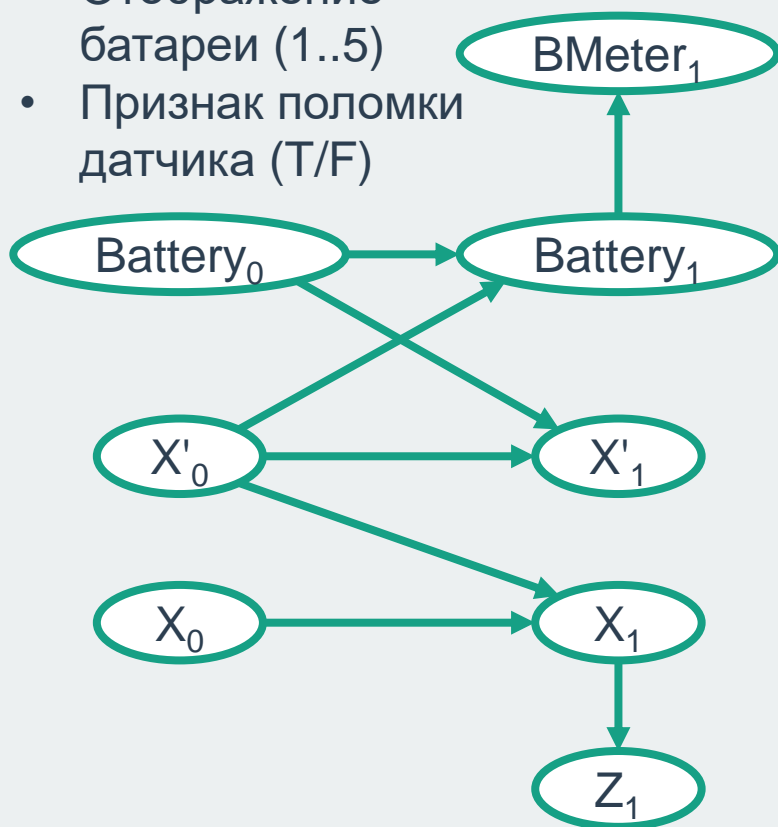 батареи (1..5)
• Признак поломки
датчика (T/F)
BMeter₁
Battery₀
Battery₁
X'₀
X'₁
X₀
X₁
Z₁